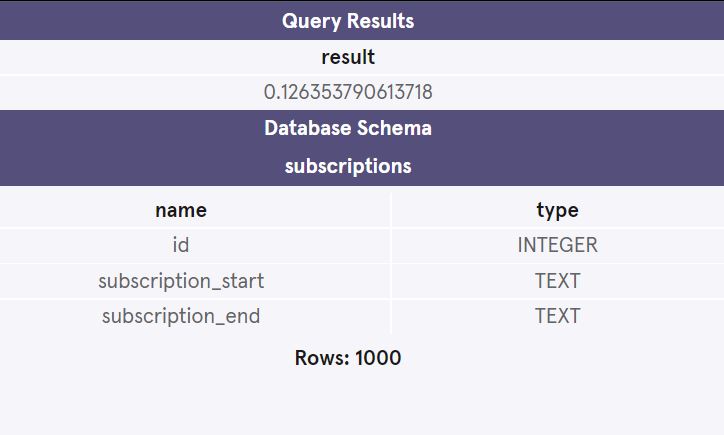 Query Results
result
0.126353790613718
Database Schema
subscriptions
name type
id INTEGER
subscription_start TEXT
subscription_end TEXT
Rows: 1000